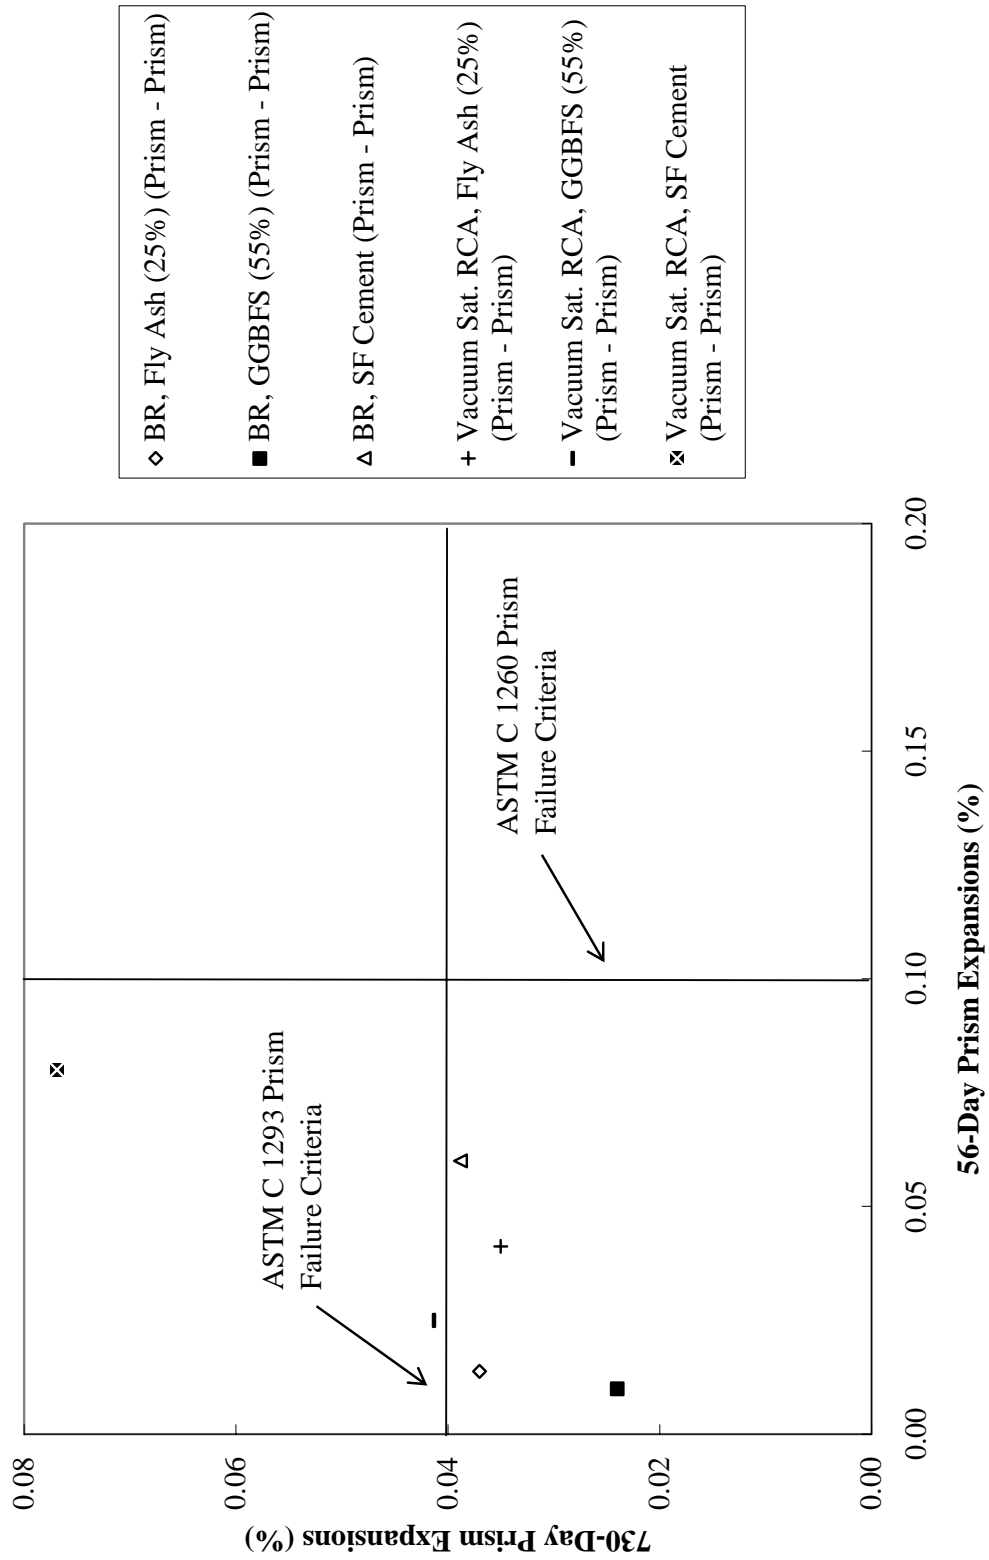 0.08
0.06
0.04
0.02
0.00
730-Day Prism Expansions (%)
0.00
0.05
0.10
0.15
0.20
56-Day Prism Expansions (%)
ASTM C 1293 Prism
Failure Criteria
ASTM C 1260 Prism
Failure Criteria
BR, Fly Ash (25%) (Prism - Prism)
BR, GGBFS (55%) (Prism - Prism)
BR, SF Cement (Prism - Prism)
Vacuum Sat. RCA, Fly Ash (25%)
(Prism - Prism)
Vacuum Sat. RCA, GGBFS (55%)
(Prism - Prism)
Vacuum Sat. RCA, SF Cement
(Prism - Prism)